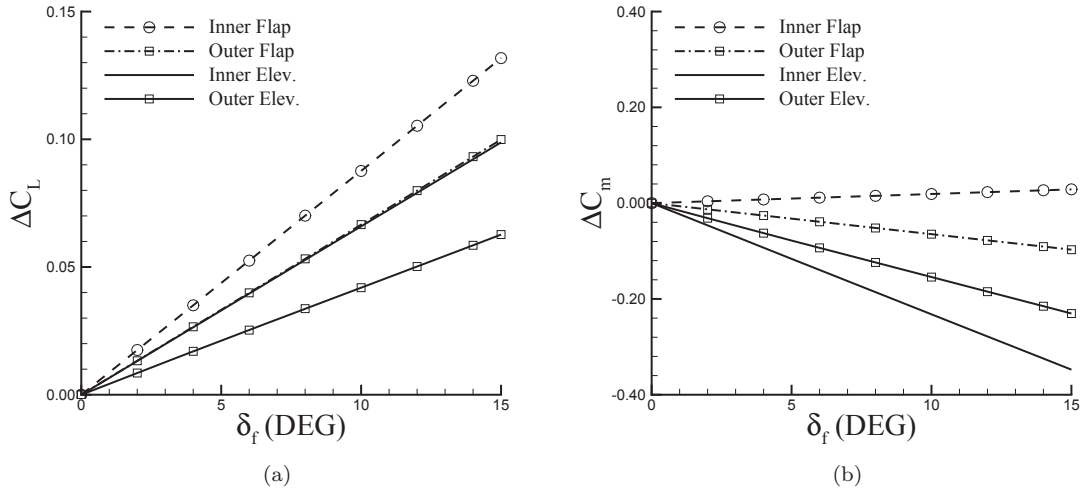 0.15
Inner Flap
Outer Flap
Inner Elev.
Outer Elev.
0.10
ΔC_L
0.05
0.00
0 5 10 15
δ_f (DEG)
(a)
0.40
Inner Flap
Outer Flap
Inner Elev.
Outer Elev.
0.20
ΔC_m
0.00
-0.20
-0.40
0 5 10 15
δ_f (DEG)
(b)